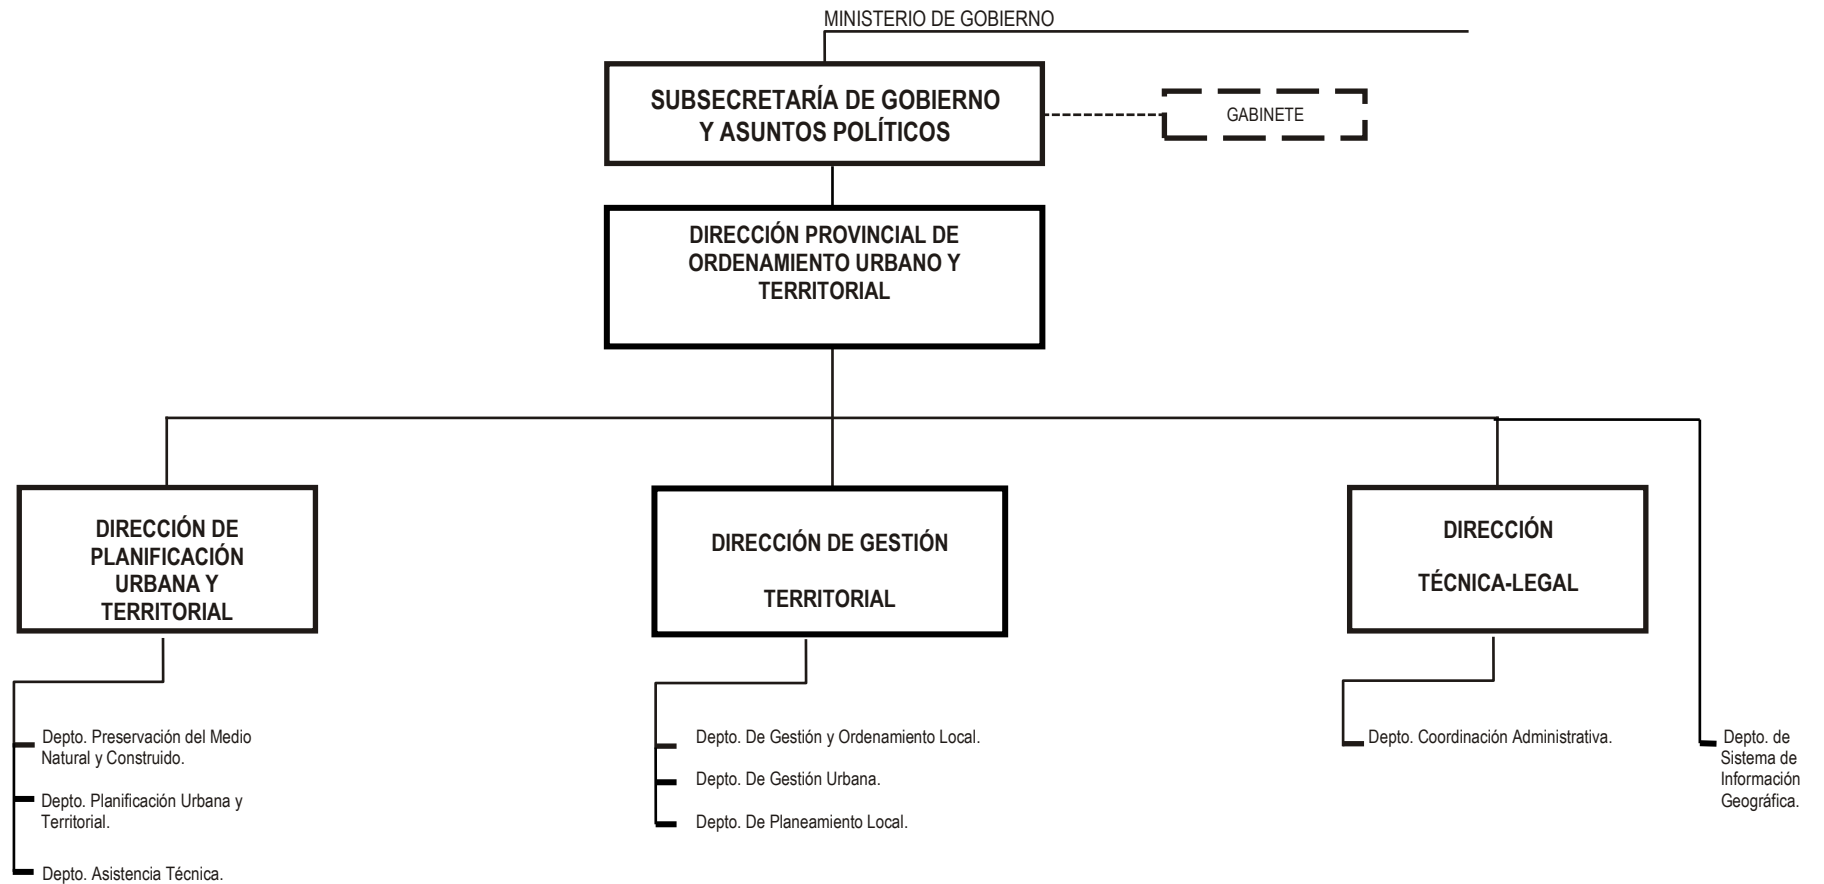 MINISTERIO DE GOBIERNO
SUBSECRETARÍA DE GOBIERNO
Y ASUNTOS POLÍTICOS
GABINETE
DIRECCIÓN PROVINCIAL DE
ORDENAMIENTO URBANO Y
TERRITORIAL
DIRECCIÓN DE
PLANIFICACIÓN
URBANA Y
TERRITORIAL
DIRECCIÓN DE GESTIÓN
TERRITORIAL
DIRECCIÓN
TÉCNICA-LEGAL
Depto. Preservación del Medio
Natural y Construido.
Depto. Planificación Urbana y
Territorial.
Depto. Asistencia Técnica.
Depto. De Gestión y Ordenamiento Local.
Depto. De Gestión Urbana.
Depto. De Planeamiento Local.
Depto. Coordinación Administrativa.
Depto. de
Sistema de
Información
Geográfica.